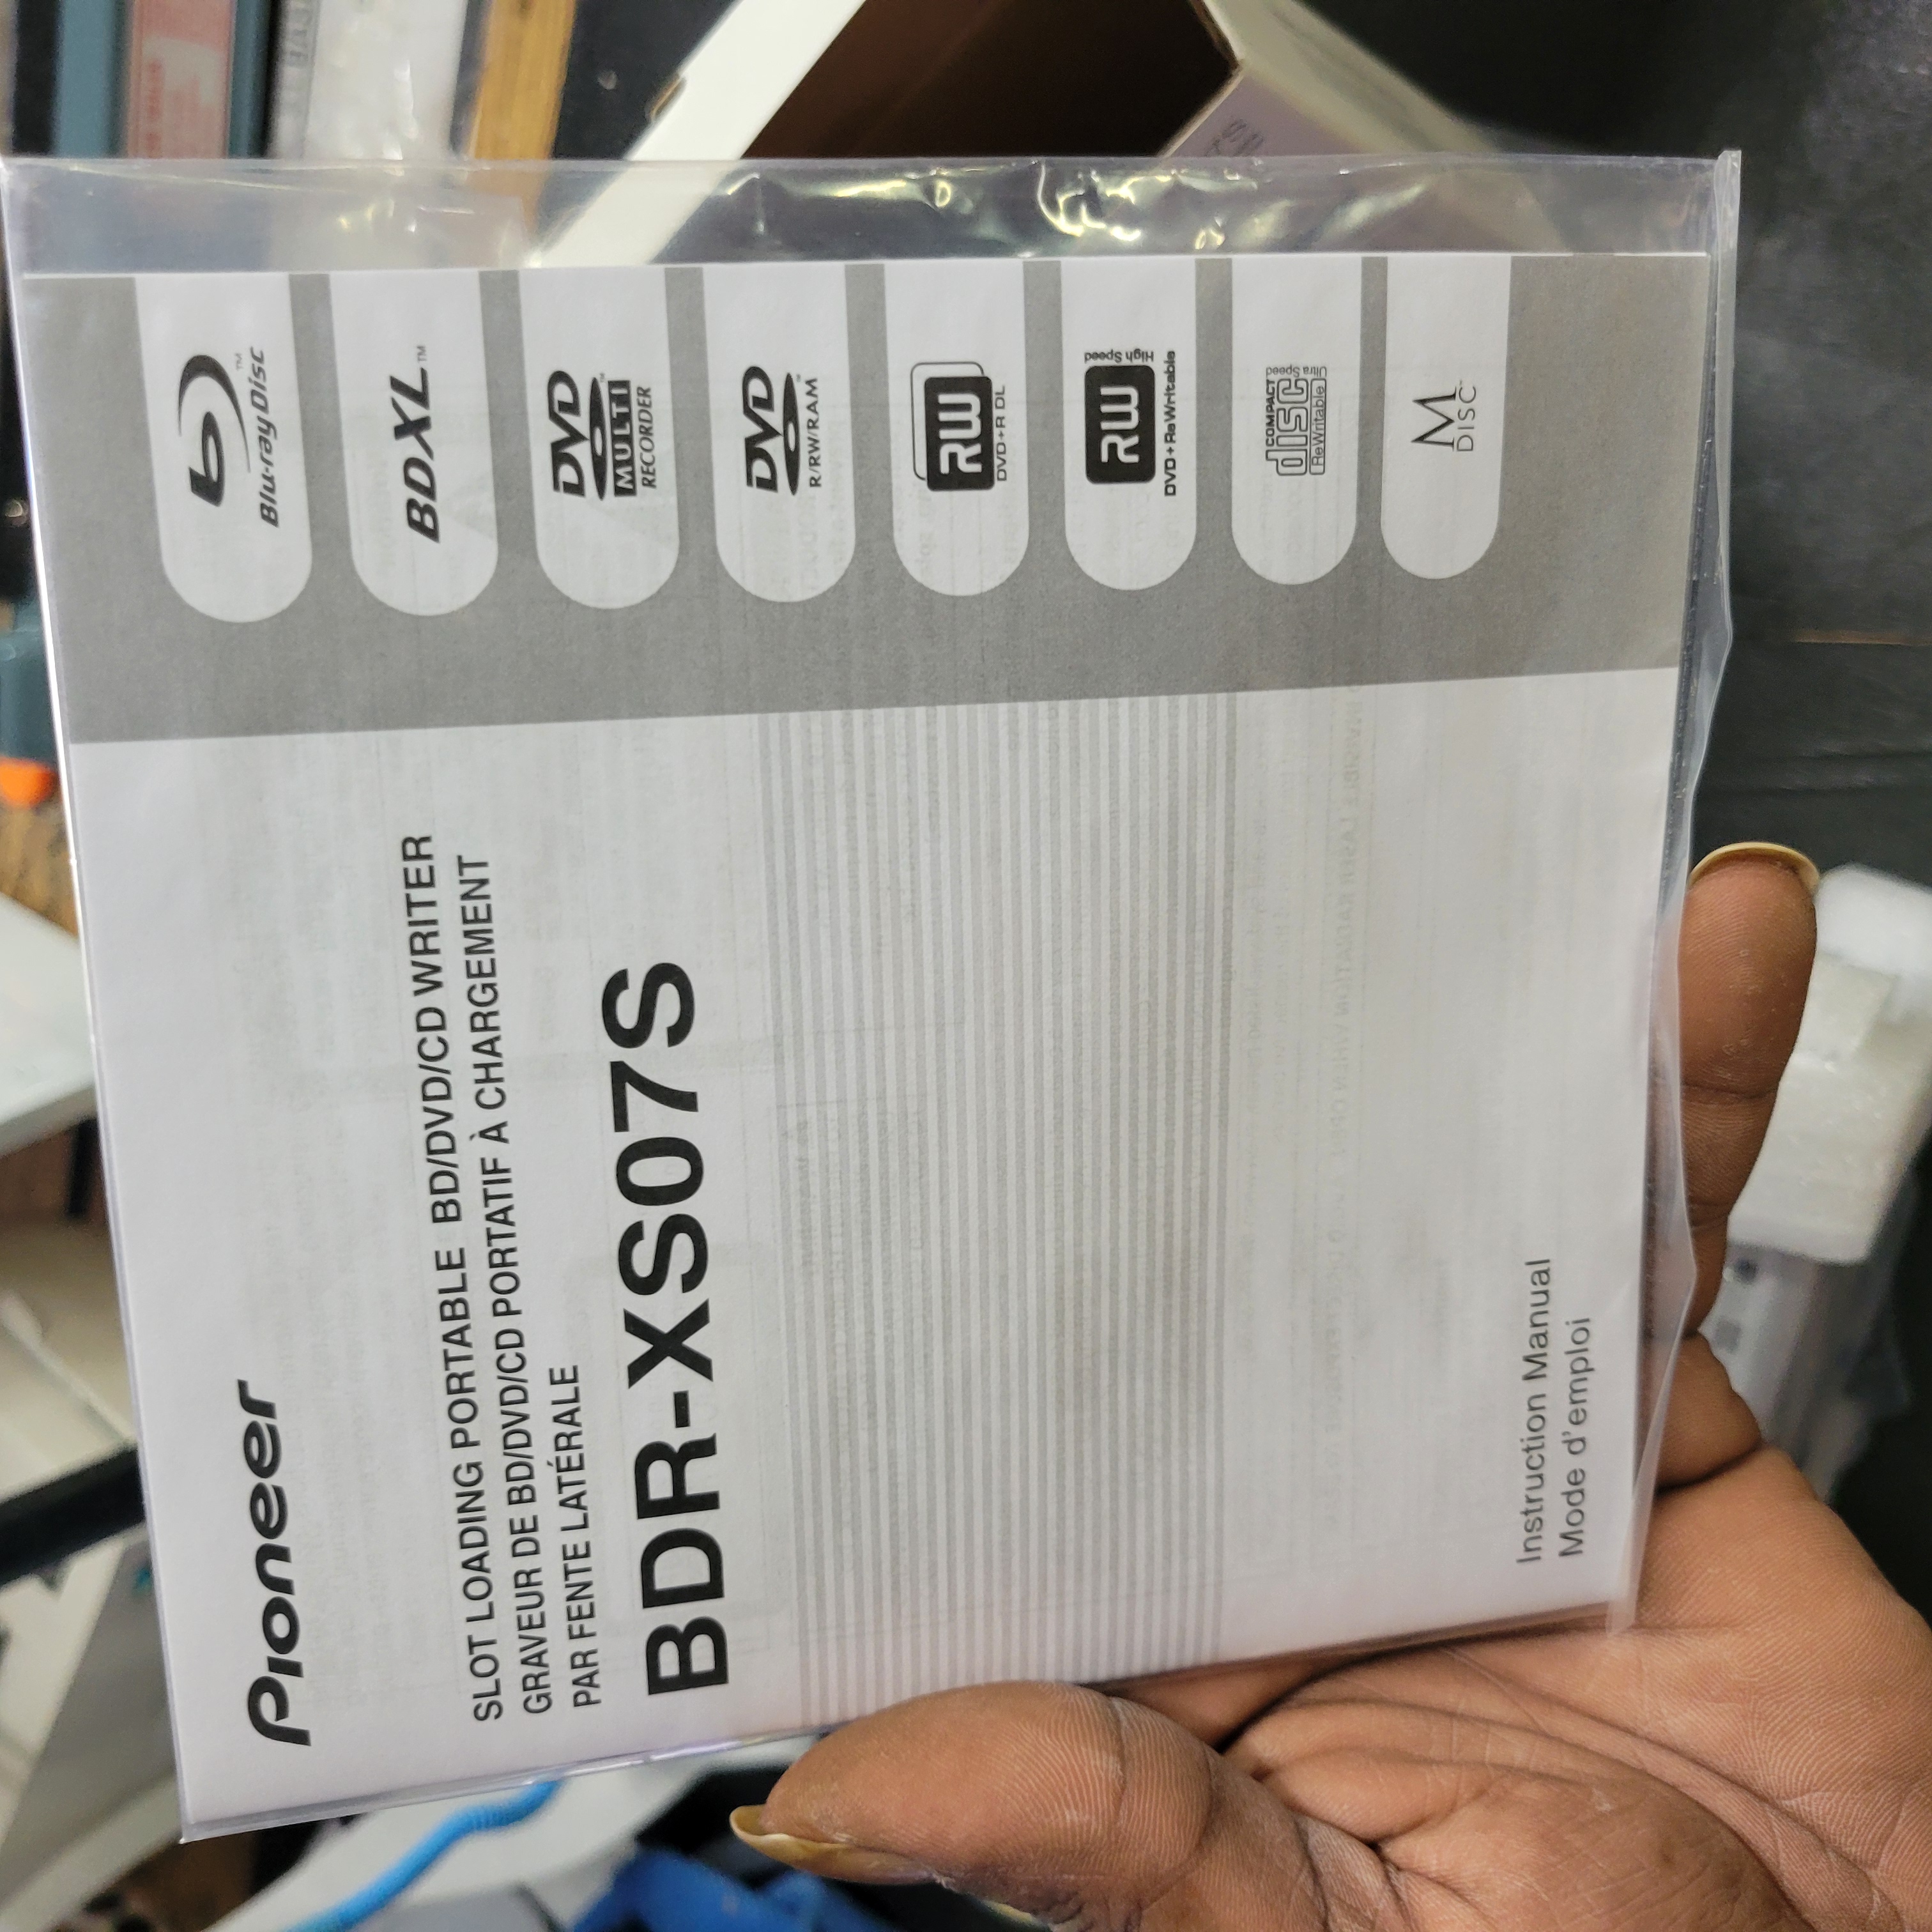 Pioneer
SLOT LOADING PORTABLE BD/DVD/CD WRITER
GRAVEUR DE BD/DVD/CD PORTATIF À CHARGEMENT
PAR FENTE LATÉRALE
BDR-XS07S
Instruction Manual
Mode d'emploi
Blu-ray Disc™
BDXL™
DVD
MULTI
RECORDER
DVD
R/RW/RAM
RW
DVD+R DL
RW
High Speed
DVD+ReWritable
COMPACT
disc
ReWritable
Ultra Speed
M
DISC